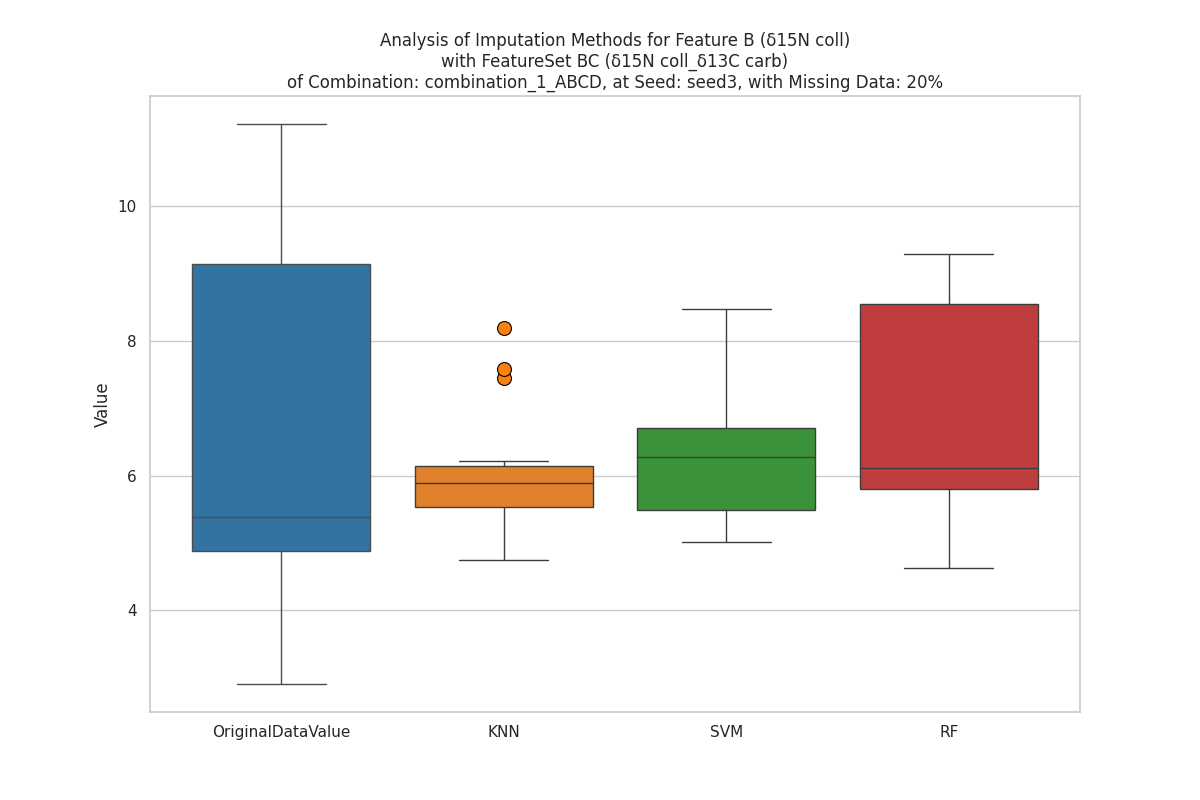 Analysis of Imputation Methods for Feature B (δ15N coll)
with FeatureSet BC (δ15N coll_δ13C carb)
of Combination: combination_1_ABCD, at Seed: seed3, with Missing Data: 20%
10
8
6
4
Value
OriginalDataValue
KNN
SVM
RF